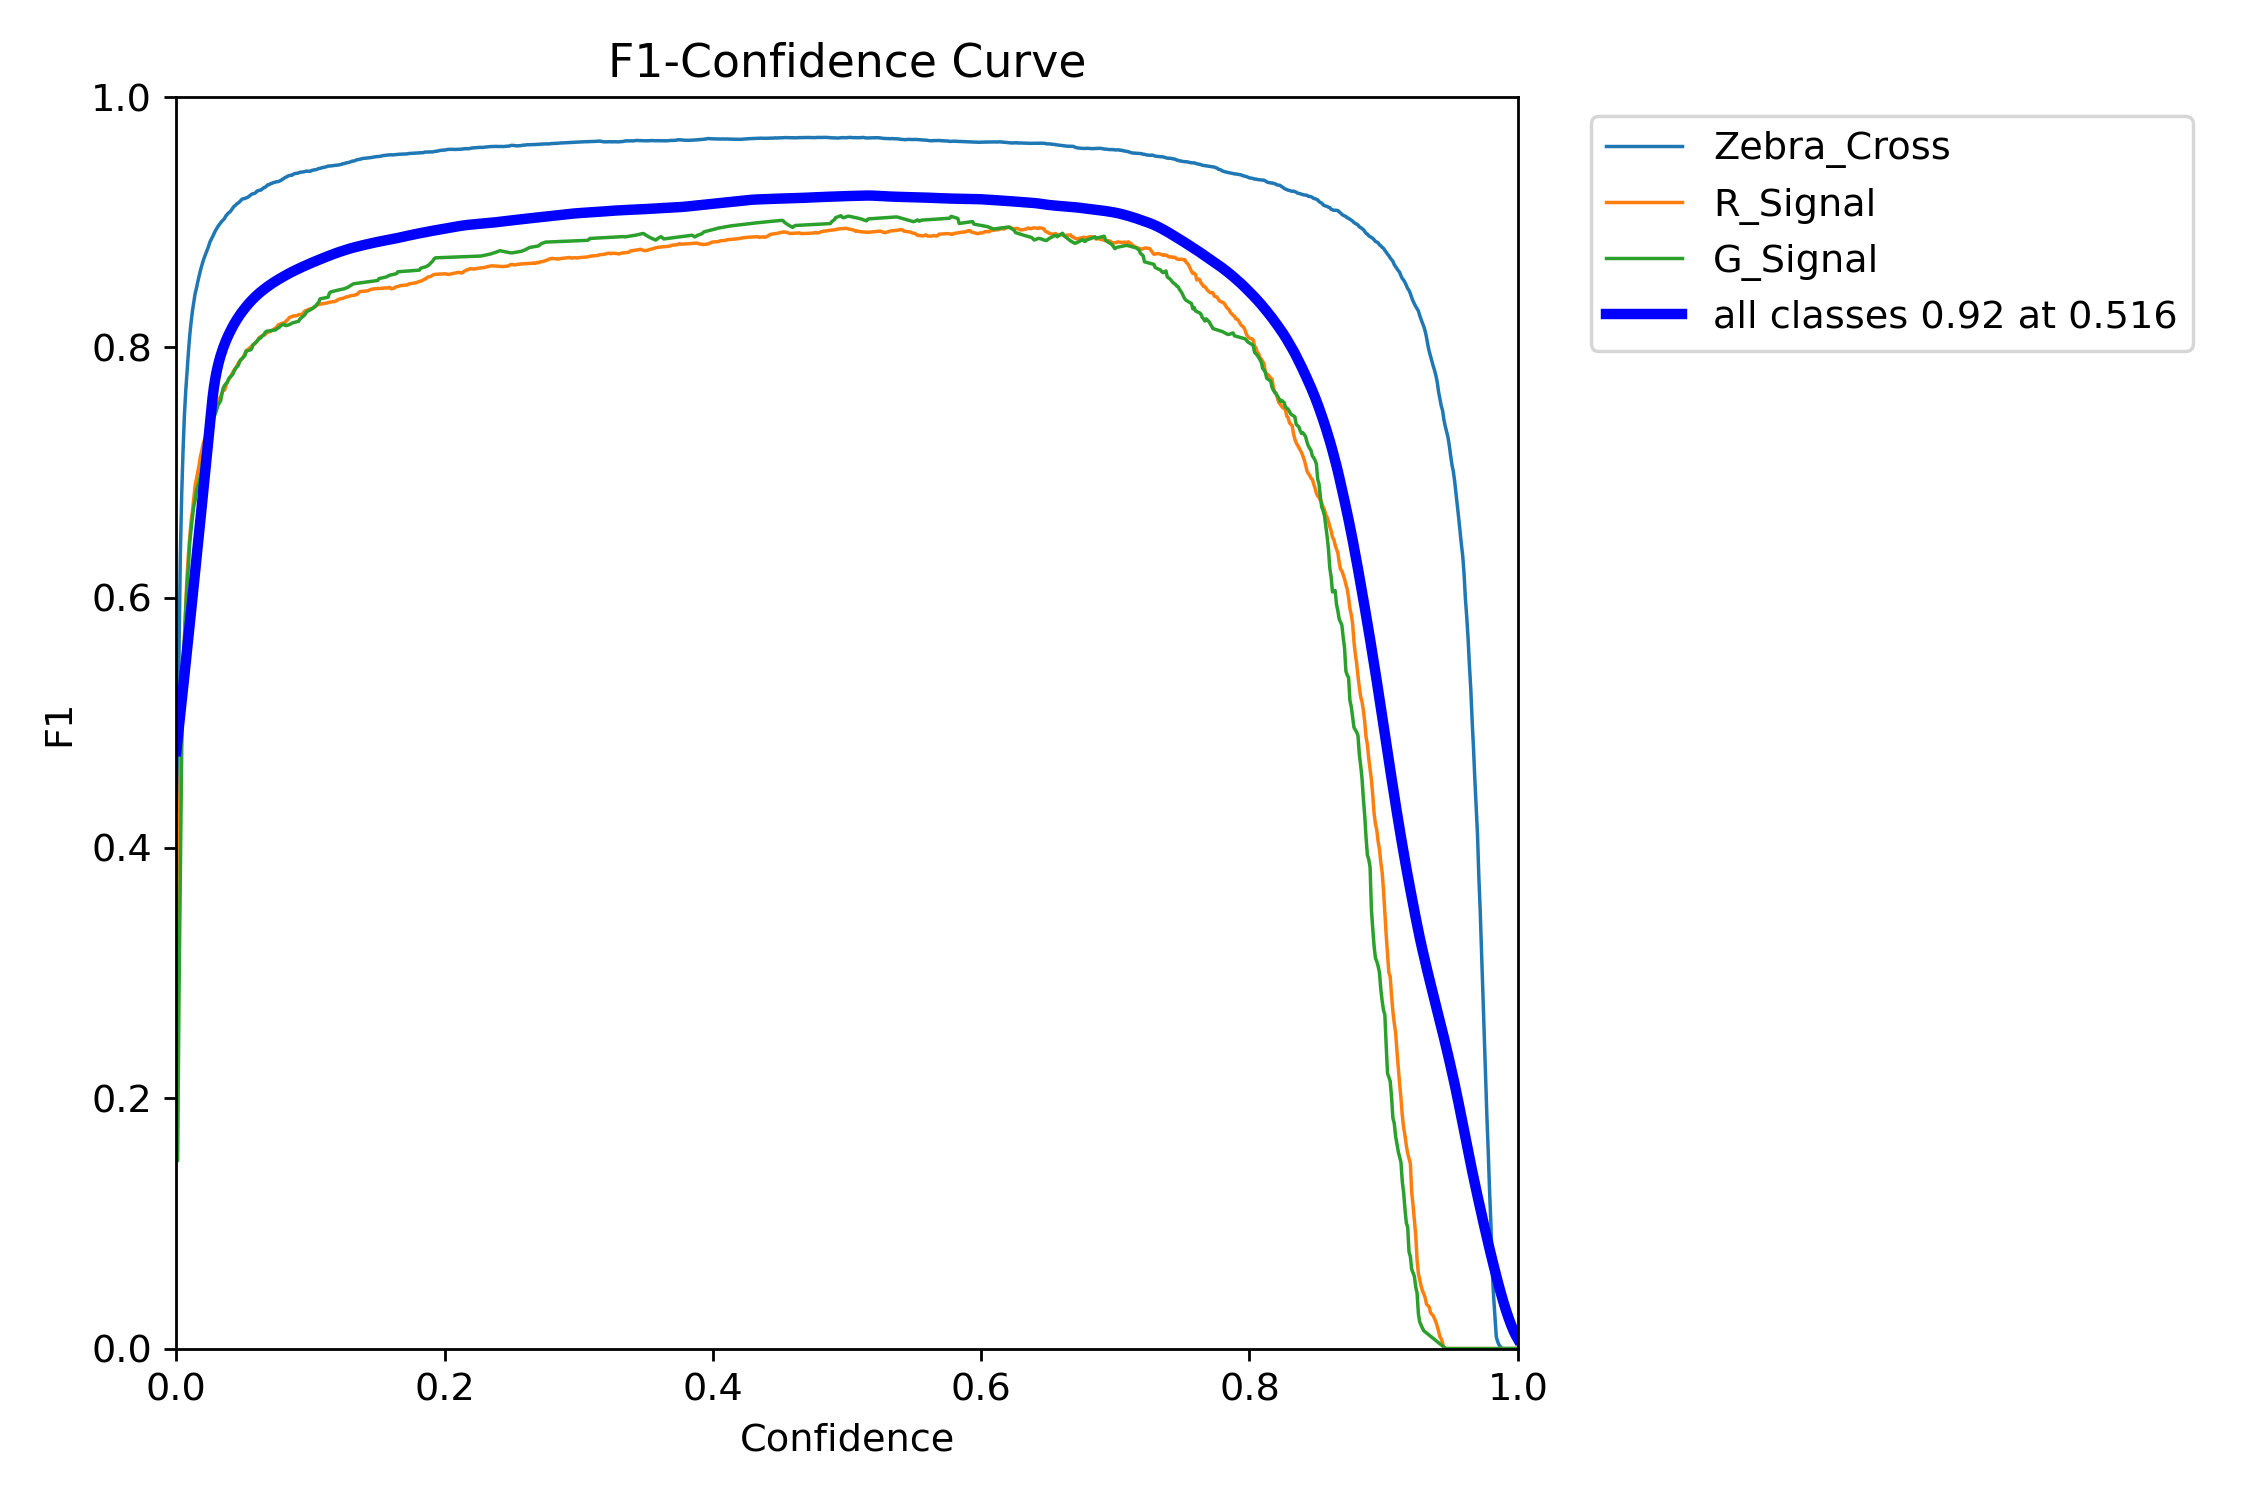 F1-Confidence Curve
1.0
0.8
0.6
0.4
0.2
0.0
F1
0.0 0.2 0.4 0.6 0.8 1.0
Confidence
Zebra_Cross
R_Signal
G_Signal
all classes 0.92 at 0.516